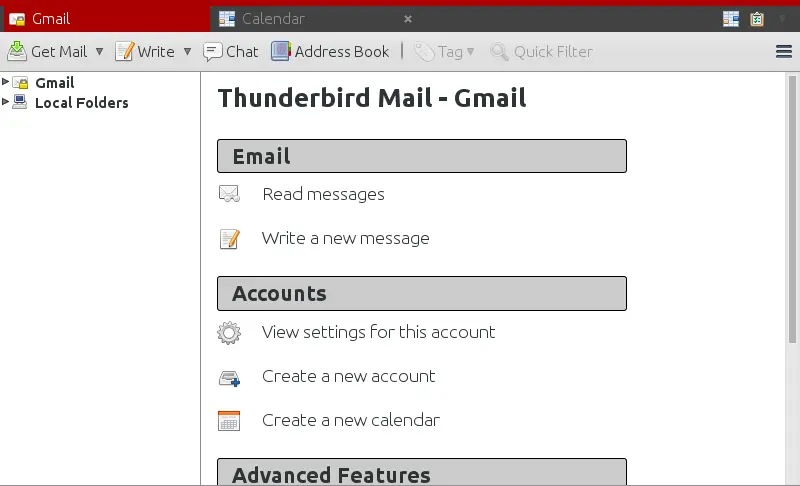 Gmail Calendar
Get Mail Write Chat Address Book Tag Quick Filter
Gmail
Local Folders
Thunderbird Mail - Gmail
Email
Read messages
Write a new message
Accounts
View settings for this account
Create a new account
Create a new calendar
Advanced Features